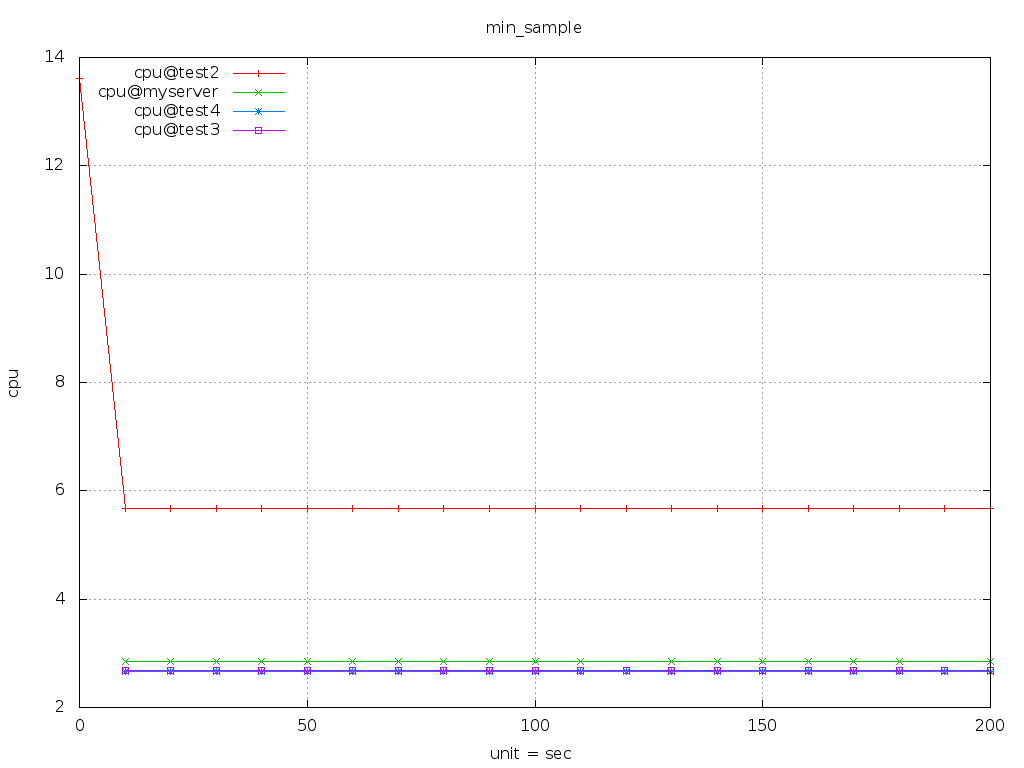 min_sample
14
12
10
8
6
4
2
cpu
cpu@test2
cpu@myserver
cpu@test4
cpu@test3
0 50 100 150 200
unit = sec